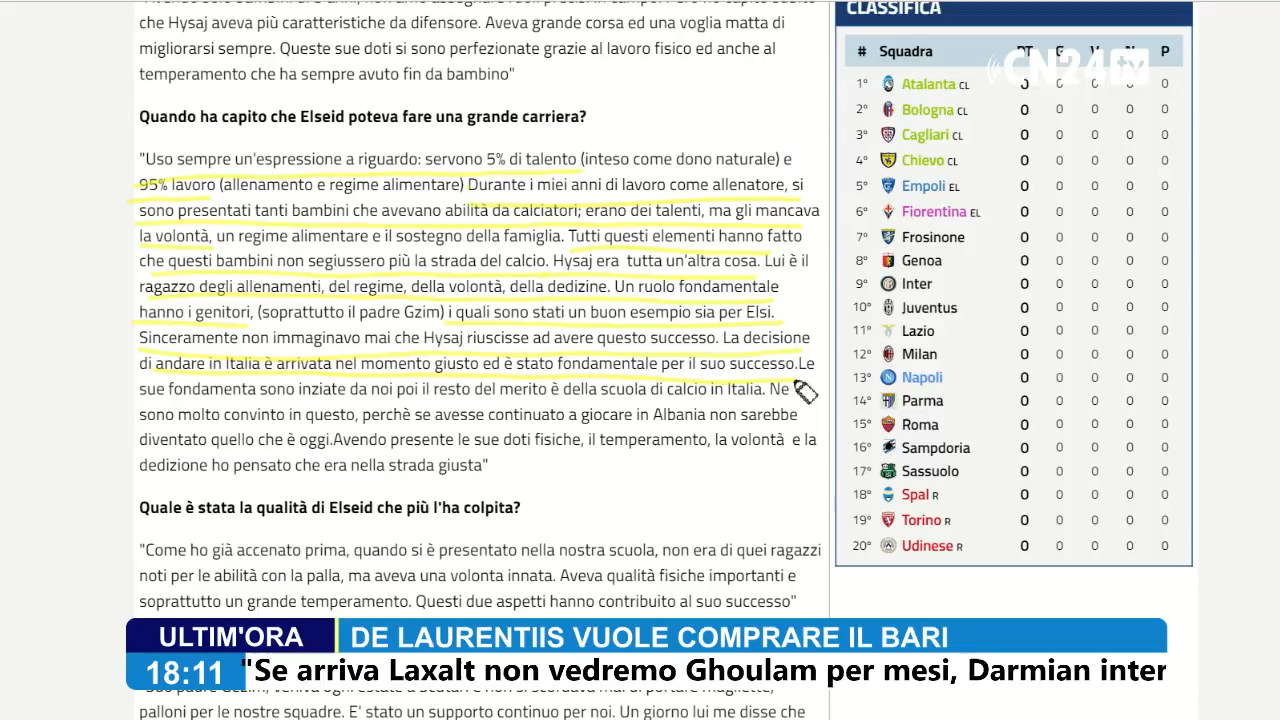 che Hysaj aveva più caratteristiche da difensore. Aveva grande corsa ed una voglia matta di
migliorarsi sempre. Queste sue doti si sono perfezionate grazie al lavoro fisico ed anche al
temperamento che ha sempre avuto fin da bambino"
Quando ha capito che Elseid poteva fare una grande carriera?
"Uso sempre un'espressione a riguardo: servono 5% di talento (inteso come dono naturale) e
95% lavoro (allenamento e regime alimentare) Durante i miei anni di lavoro come allenatore, si
sono presentati tanti bambini che avevano abilità da calciatori; erano dei talenti, ma gli mancava
la volontà, un regime alimentare e il sostegno della famiglia. Tutti questi elementi hanno fatto
che questi bambini non segiussero più la strada del calcio. Hysaj era tutta un'altra cosa. Lui è il
ragazzo degli allenamenti, del regime, della volontà, della dedizine. Un ruolo fondamentale
hanno i genitori, (soprattutto il padre Gzim) i quali sono stati un buon esempio sia per Elsi.
Sinceramente non immaginavo mai che Hysaj riuscisse ad avere questo successo. La decisione
di andare in Italia è arrivata nel momento giusto ed è stato fondamentale per il suo successo.Le
sue fondamenta sono inziate da noi poi il resto del merito è della scuola di calcio in Italia. Ne
sono molto convinto in questo, perchè se avesse continuato a giocare in Albania non sarebbe
diventato quello che è oggi.Avendo presente le sue doti fisiche, il temperamento, la volontà e la
dedizione ho pensato che era nella strada giusta"
Quale è stata la qualità di Elseid che più l'ha colpita?
"Come ho già accenato prima, quando si è presentato nella nostra scuola, non era di quei ragazzi
noti per le abilità con la palla, ma aveva una volonta innata. Aveva qualità fisiche importanti e
soprattutto un grande temperamento. Questi due aspetti hanno contribuito al suo successo"
palloni per le nostre squadre. E' stato un supporto continuo per noi. Un giorno lui me disse che
CLASSIFICA
# Squadra PT G V N P
1° Atalanta CL 0 0 0 0 0
2° Bologna CL 0 0 0 0 0
3° Cagliari CL 0 0 0 0 0
4° Chievo CL 0 0 0 0 0
5° Empoli EL 0 0 0 0 0
6° Fiorentina EL 0 0 0 0 0
7° Frosinone 0 0 0 0 0
8° Genoa 0 0 0 0 0
9° Inter 0 0 0 0 0
10° Juventus 0 0 0 0 0
11° Lazio 0 0 0 0 0
12° Milan 0 0 0 0 0
13° Napoli 0 0 0 0 0
14° Parma 0 0 0 0 0
15° Roma 0 0 0 0 0
16° Sampdoria 0 0 0 0 0
17° Sassuolo 0 0 0 0 0
18° Spal R 0 0 0 0 0
19° Torino R 0 0 0 0 0
20° Udinese R 0 0 0 0 0
CN24 tv
ULTIM'ORA DE LAURENTIIS VUOLE COMPRARE IL BARI
18:11 "Se arriva Laxalt non vedremo Ghoulam per mesi, Darmian inter